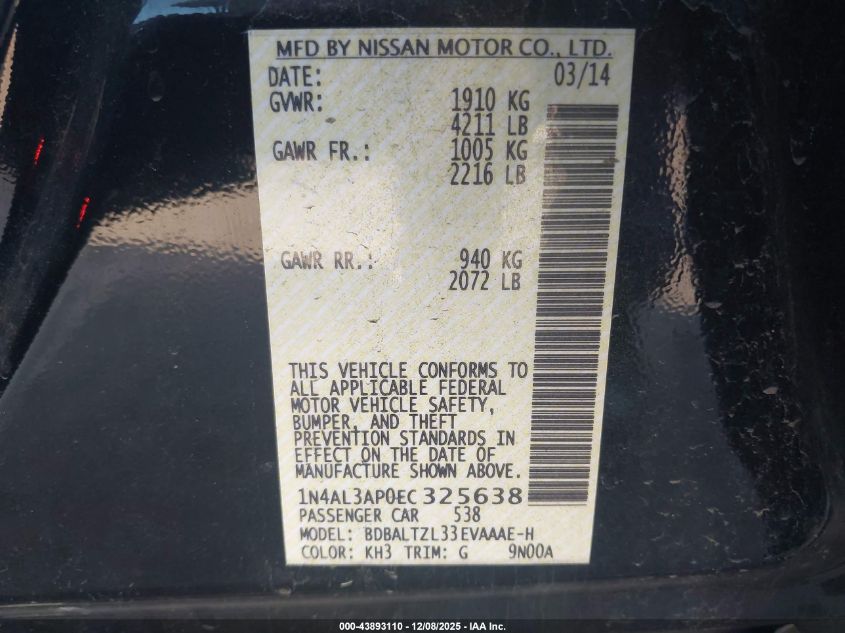 MFD BY NISSAN MOTOR CO., LTD.
DATE: 03/14
GVWR: 1910 KG
4211 LB
GAWR FR.: 1005 KG
2216 LB
GAWR RR.: 940 KG
2072 LB
THIS VEHICLE CONFORMS TO
ALL APPLICABLE FEDERAL
MOTOR VEHICLE SAFETY,
BUMPER, AND THEFT
PREVENTION STANDARDS IN
EFFECT ON THE DATE OF
MANUFACTURE SHOWN ABOVE.
1N4AL3AP0EC 325638
PASSENGER CAR 538
MODEL: BDBALTZL33EVAAAE-H
COLOR: KH3 TRIM: G 9N00A
000-43893110 - 12/08/2025 - IAA Inc.